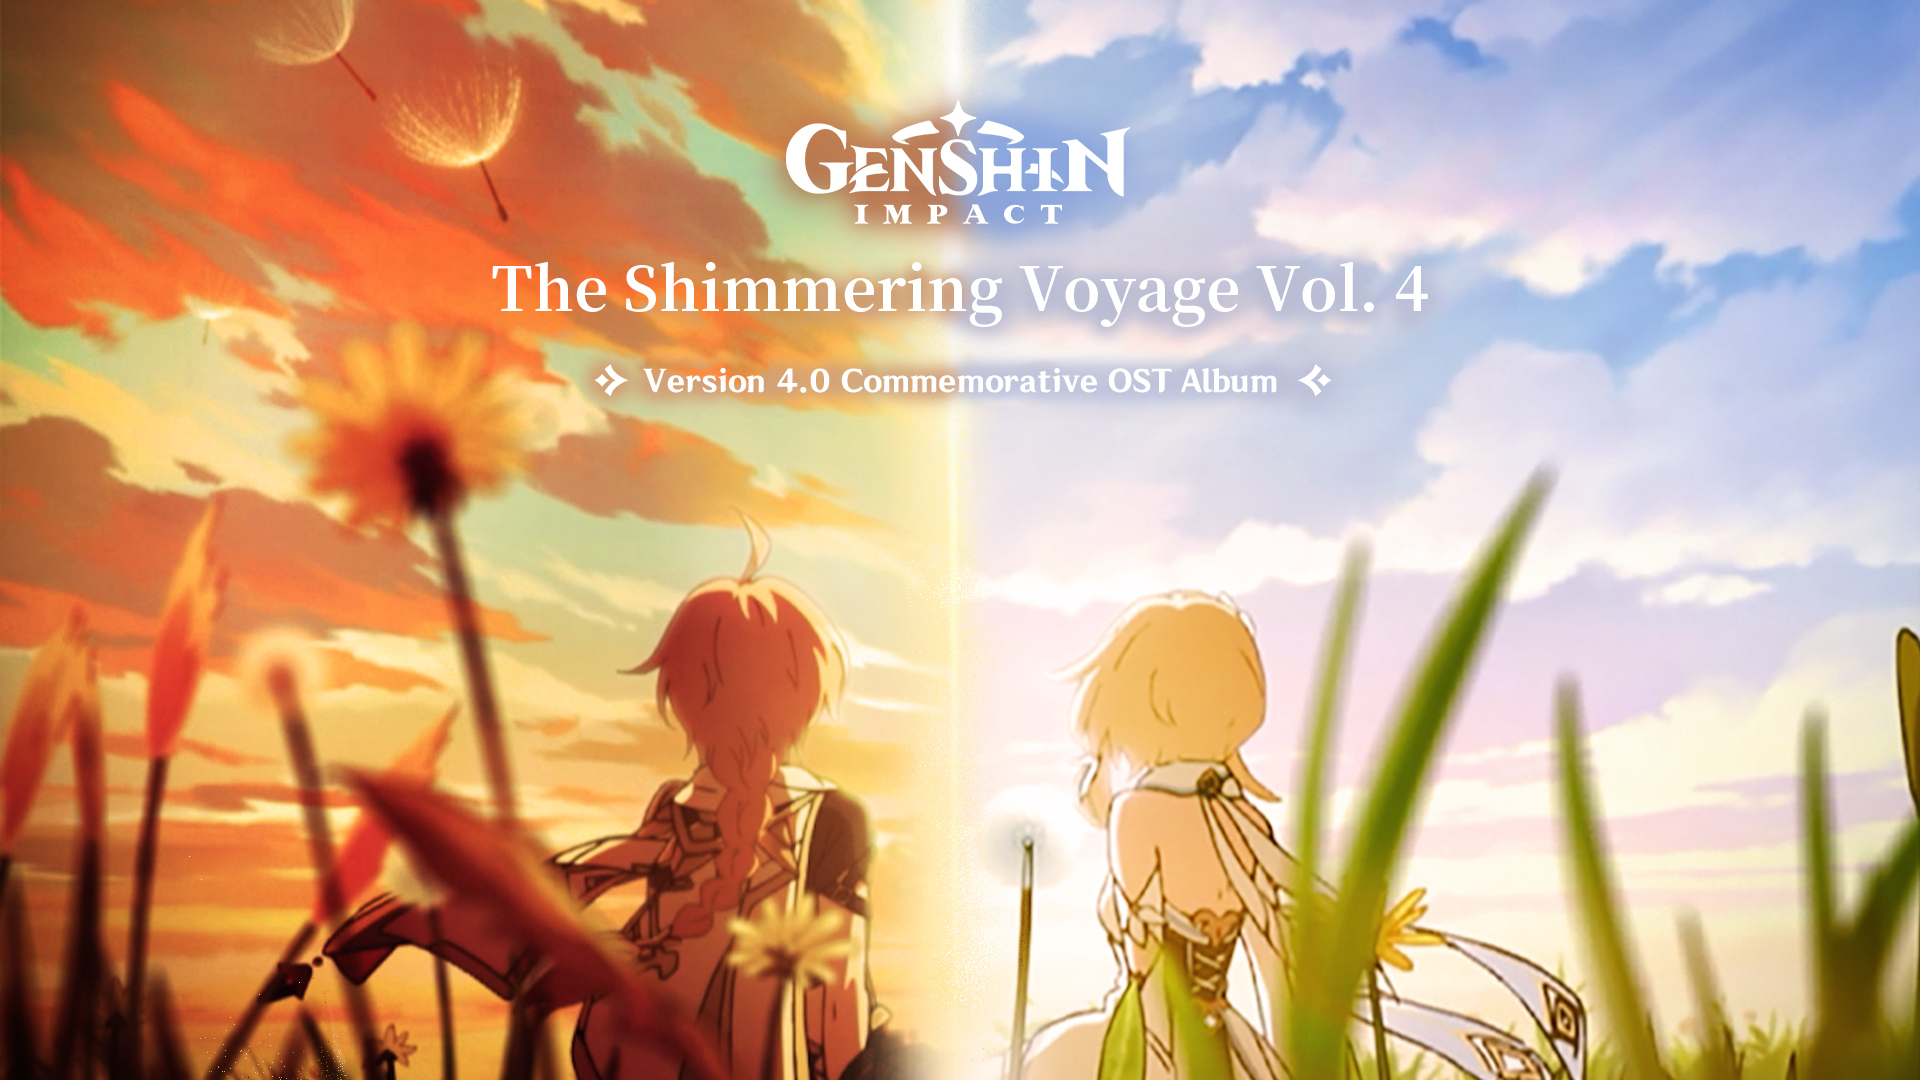 GENSHIN
IMPACT
The Shimmering Voyage Vol. 4
Version 4.0 Commemorative OST Album